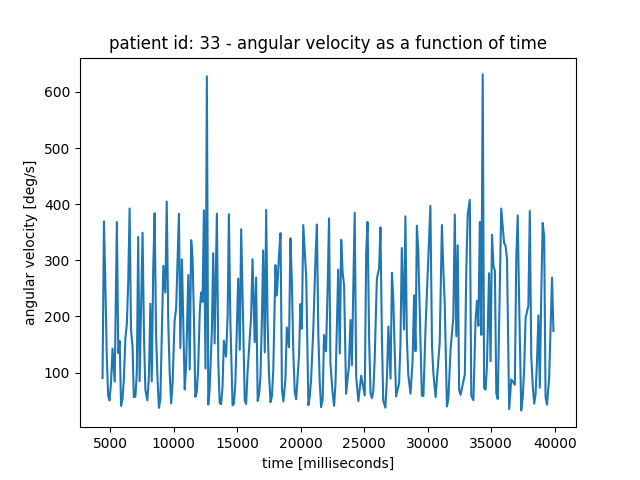 patient id: 33 - angular velocity as a function of time
600
500
400
300
200
100
angular velocity [deg/s]
5000 10000 15000 20000 25000 30000 35000 40000
time [milliseconds]